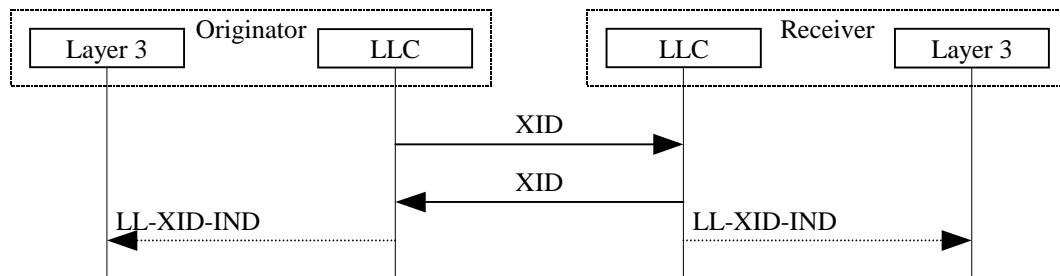 Originator
Receiver
Layer 3
LLC
LLC
Layer 3
XID
XID
LL-XID-IND
LL-XID-IND